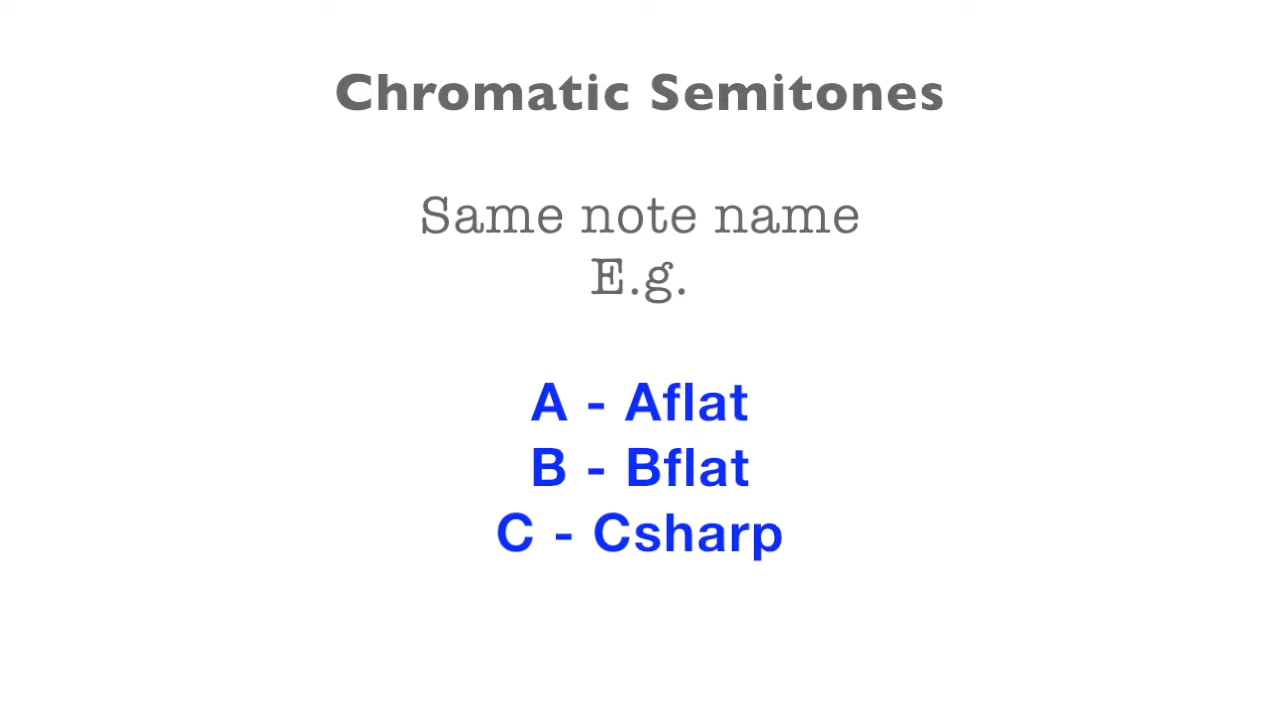 Chromatic Semitones
Same note name
E.g.
A - Aflat
B - Bflat
C - Csharp